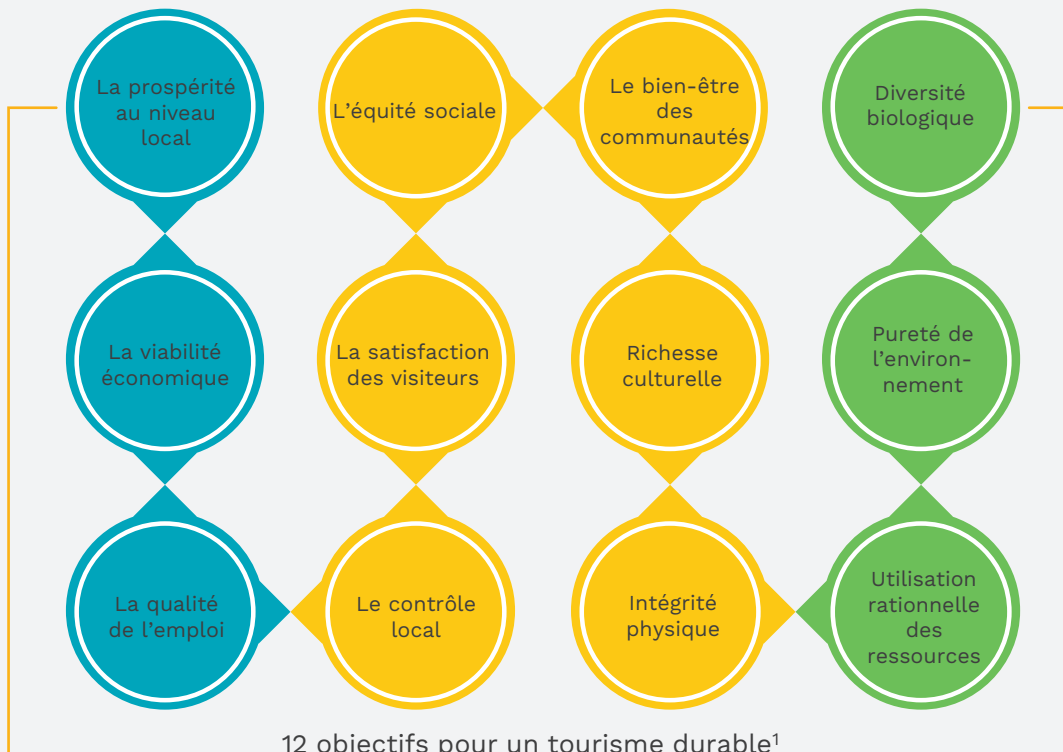 La prospérité
au niveau
local
L’équité sociale
Le bien-être
des
communautés
Diversité
biologique
La viabilité
économique
La satisfaction
des visiteurs
Richesse
culturelle
Pureté de
l’environ-
nement
La qualité
de l’emploi
Le contrôle
local
Intégrité
physique
Utilisation
rationnelle
des
ressources
12 objectifs pour un tourisme durable¹